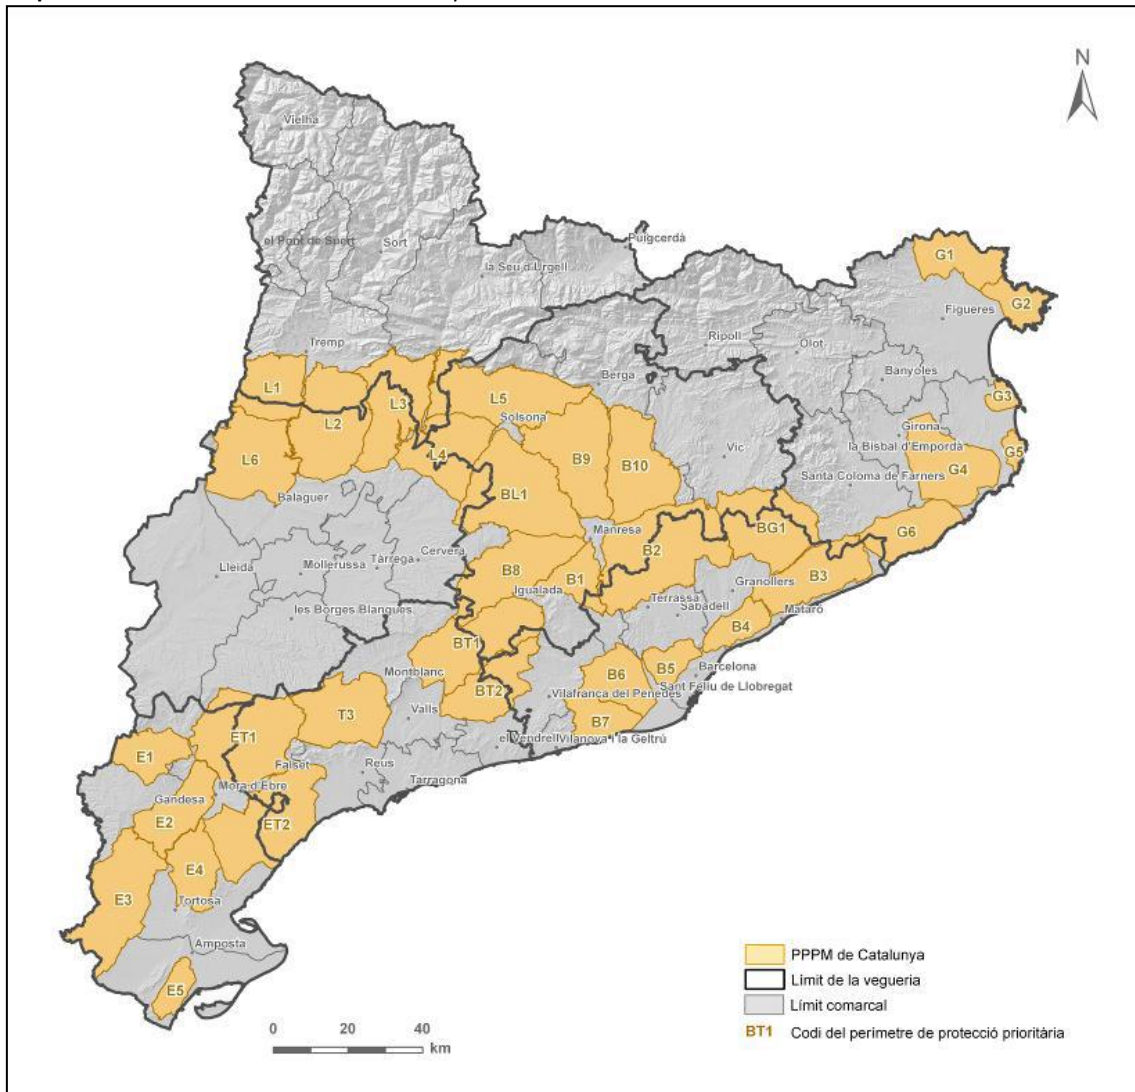 N
Vielha
el Pont de Suert
Sort
Puigcerdà
la Seu d'Urgell
G1
G2
Figueres
Tremp
Ripoll
Olot
Banyoles
Berga
L1
L3
L5
Solsona
G3
L2
Girona
la Bisbal d'Empordà
G5
L6
L4
B9
B10
Vic
G4
Santa Coloma de Farners
Balaguer
BL1
Manresa
BG1
G6
Lleida
Mollerussa
Tàrrega
Cervera
B8
B1
B2
B3
Igualada
Granollers
Terrassa
Sabadell
Mataró
les Borges Blanques
B4
BT1
Montblanc
B5
Barcelona
B6
Sant Feliu de Llobregat
BT2
Vilafranca del Penedès
T3
Valls
B7
ET1
el Vendrell
Vilanova i la Geltrú
E1
Falset
Reus
Tarragona
Mora d'Ebre
Gandesa
E2
ET2
E4
E3
Tortosa
Amposta
E5
PPPM de Catalunya
Límit de la vegueria
Límit comarcal
BT1 Codi del perímetre de protecció prioritària
0 20 40
km